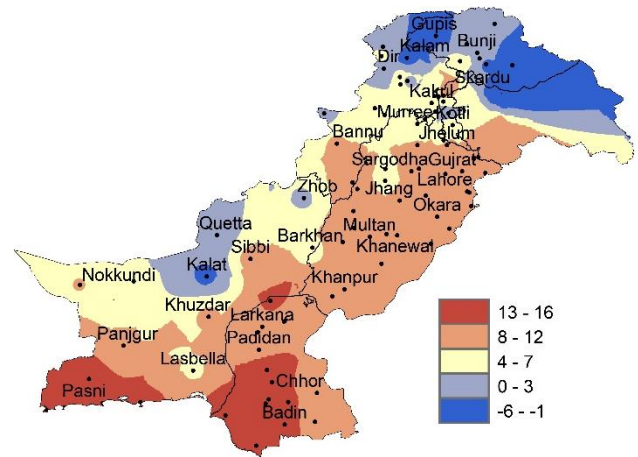 Gupis
Kalam
Bunji
Dir
Skardu
Kakul
Murree
Kotli
Bannu
Jhelum
Sargodha
Gujrat
Zhob
Jhang
Lahore
Okara
Quetta
Multan
Sibbi
Barkhan
Khanewal
Kalat
Nokkundi
Khanpur
Khuzdar
Larkana
Panjgur
Padidan
Lasbella
Pasni
Chhor
Badin
13 - 16
8 - 12
4 - 7
0 - 3
-6 - -1